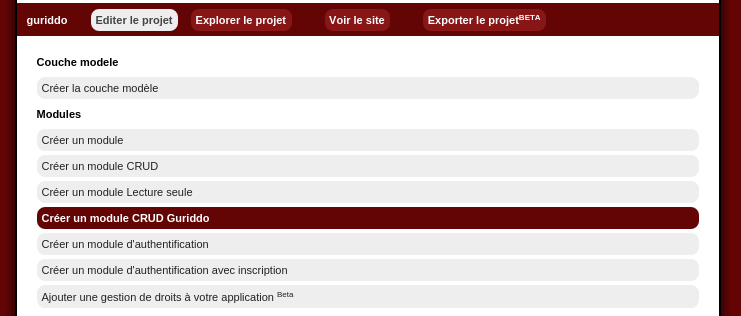 guriddo Editer le projet Explorer le projet Voir le site Exporter le projetBETA
Couche modele
Créer la couche modèle
Modules
Créer un module
Créer un module CRUD
Créer un module Lecture seule
Créer un module CRUD Guriddo
Créer un module d'authentification
Créer un module d'authentification avec inscription
Ajouter une gestion de droits à votre application Beta